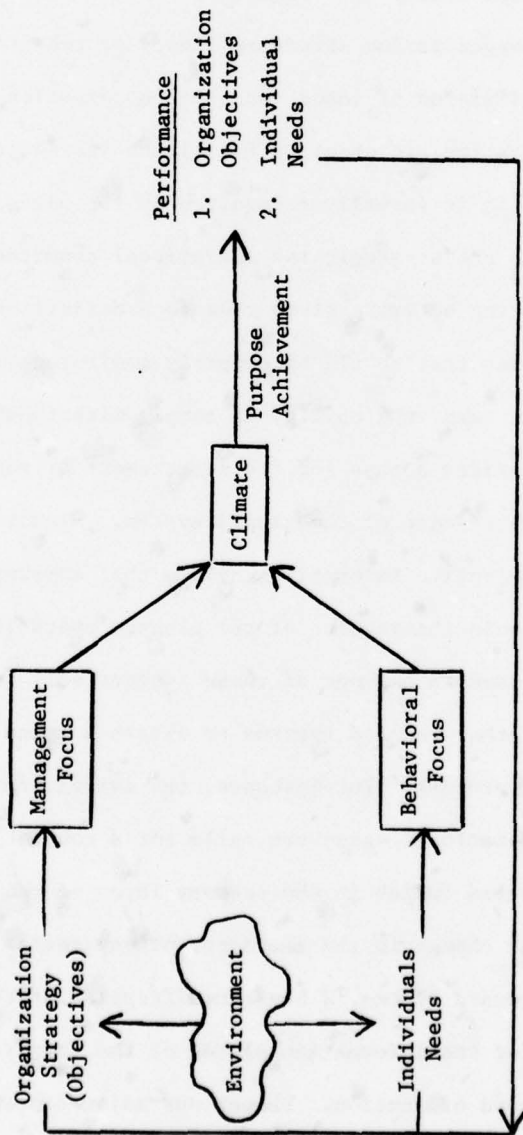 Organization
Strategy
(Objectives)
Environment
Individuals
Needs
Management
Focus
Behavioral
Focus
Climate
Purpose
Achievement
Performance
1. Organization
Objectives
2. Individual
Needs